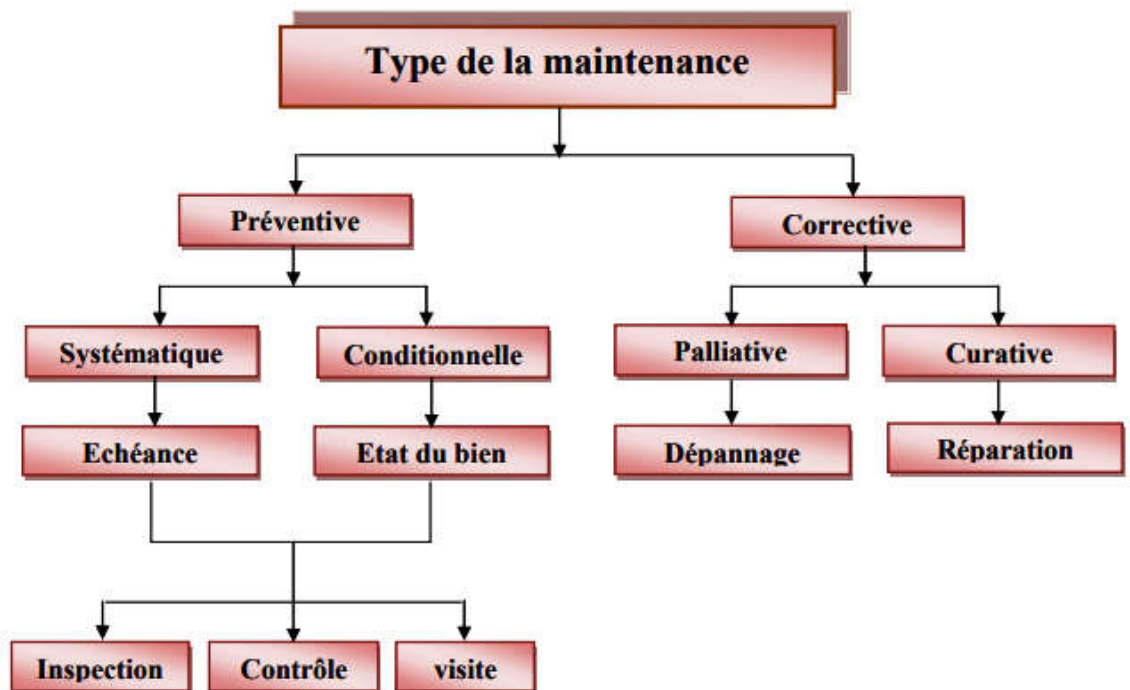 Type de la maintenance
Préventive
Corrective
Systématique
Conditionnelle
Palliative
Curative
Echéance
Etat du bien
Dépannage
Réparation
Inspection
Contrôle
visite